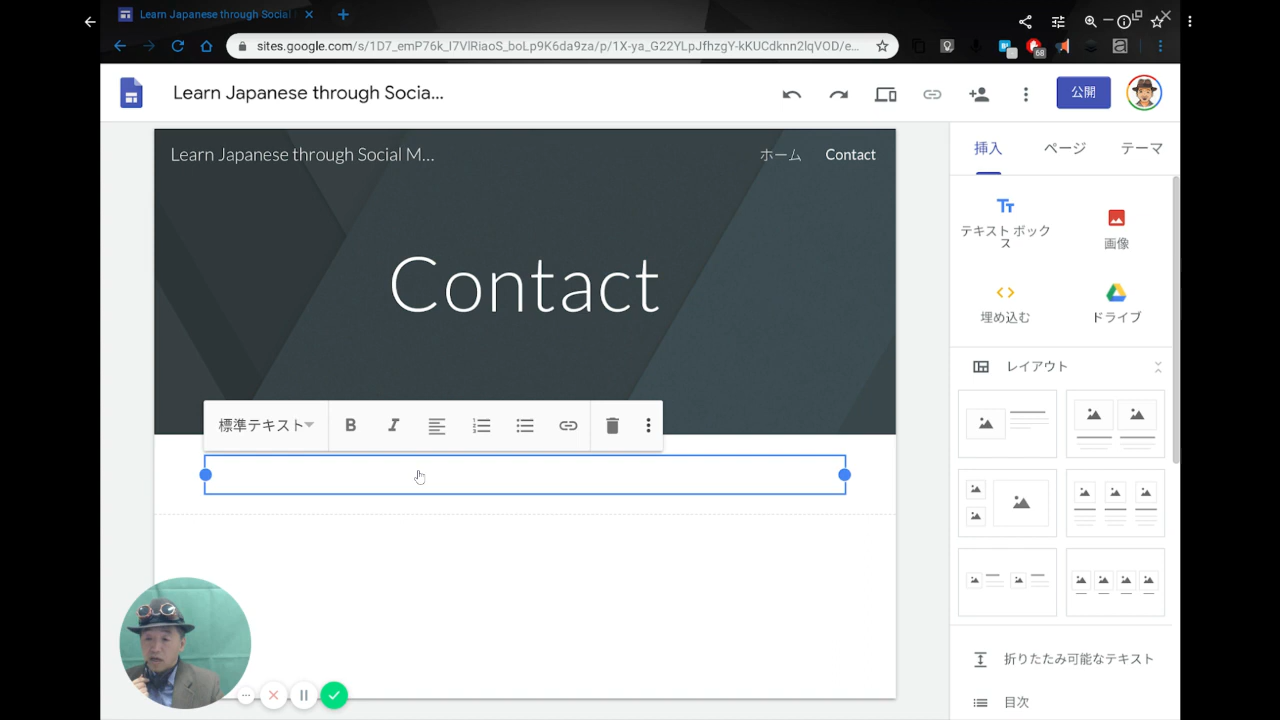 Learn Japanese through Social
sites.google.com/s/1D7_emP76k_I7VlRiaoS_boLp9K6da9za/p/1X-ya_G22YLpJfhzgY-kKUCdknn2lqVOD/e...
68
Learn Japanese through Socia...
公開
Learn Japanese through Social M...
ホーム
Contact
挿入
ページ
テーマ
Contact
テキスト ボック
ス
画像
埋め込む
ドライブ
レイアウト
標準テキスト
B
I
折りたたみ可能なテキスト
目次